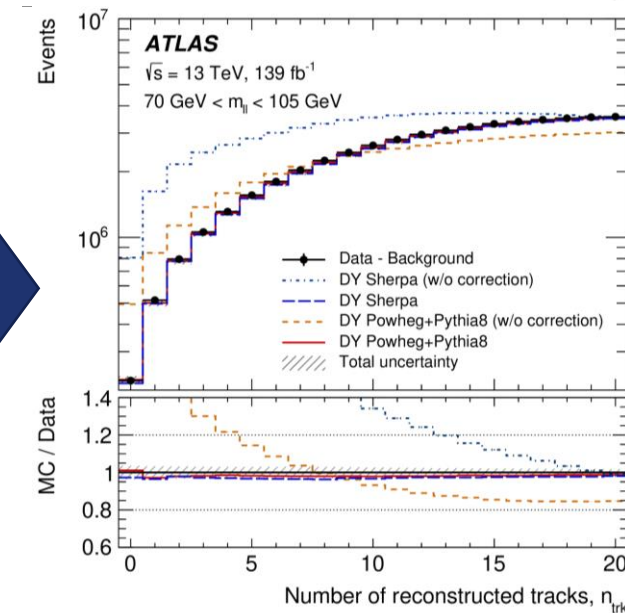 Events
10⁷
10⁶
ATLAS
√s = 13 TeV, 139 fb⁻¹
70 GeV < mₗₗ < 105 GeV
Data - Background
DY Sherpa (w/o correction)
DY Sherpa
DY Powheg+Pythia8 (w/o correction)
DY Powheg+Pythia8
Total uncertainty
MC / Data
1.4
1.2
1
0.8
0.6
0 5 10 15 20
Number of reconstructed tracks, n_trk